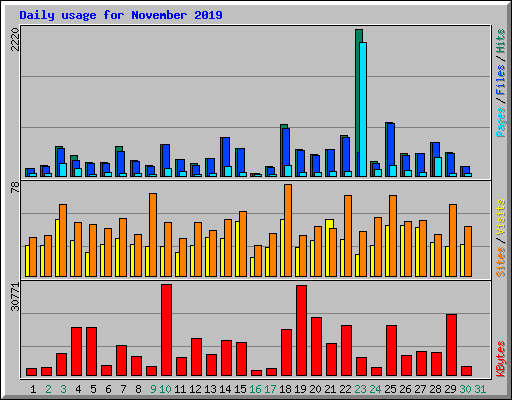 Daily usage for November 2019
2220
Pages / Files / Hits
78
Sites / Visits
30771
KBytes
1 2 3 4 5 6 7 8 9 10 11 12 13 14 15 16 17 18 19 20 21 22 23 24 25 26 27 28 29 30 31